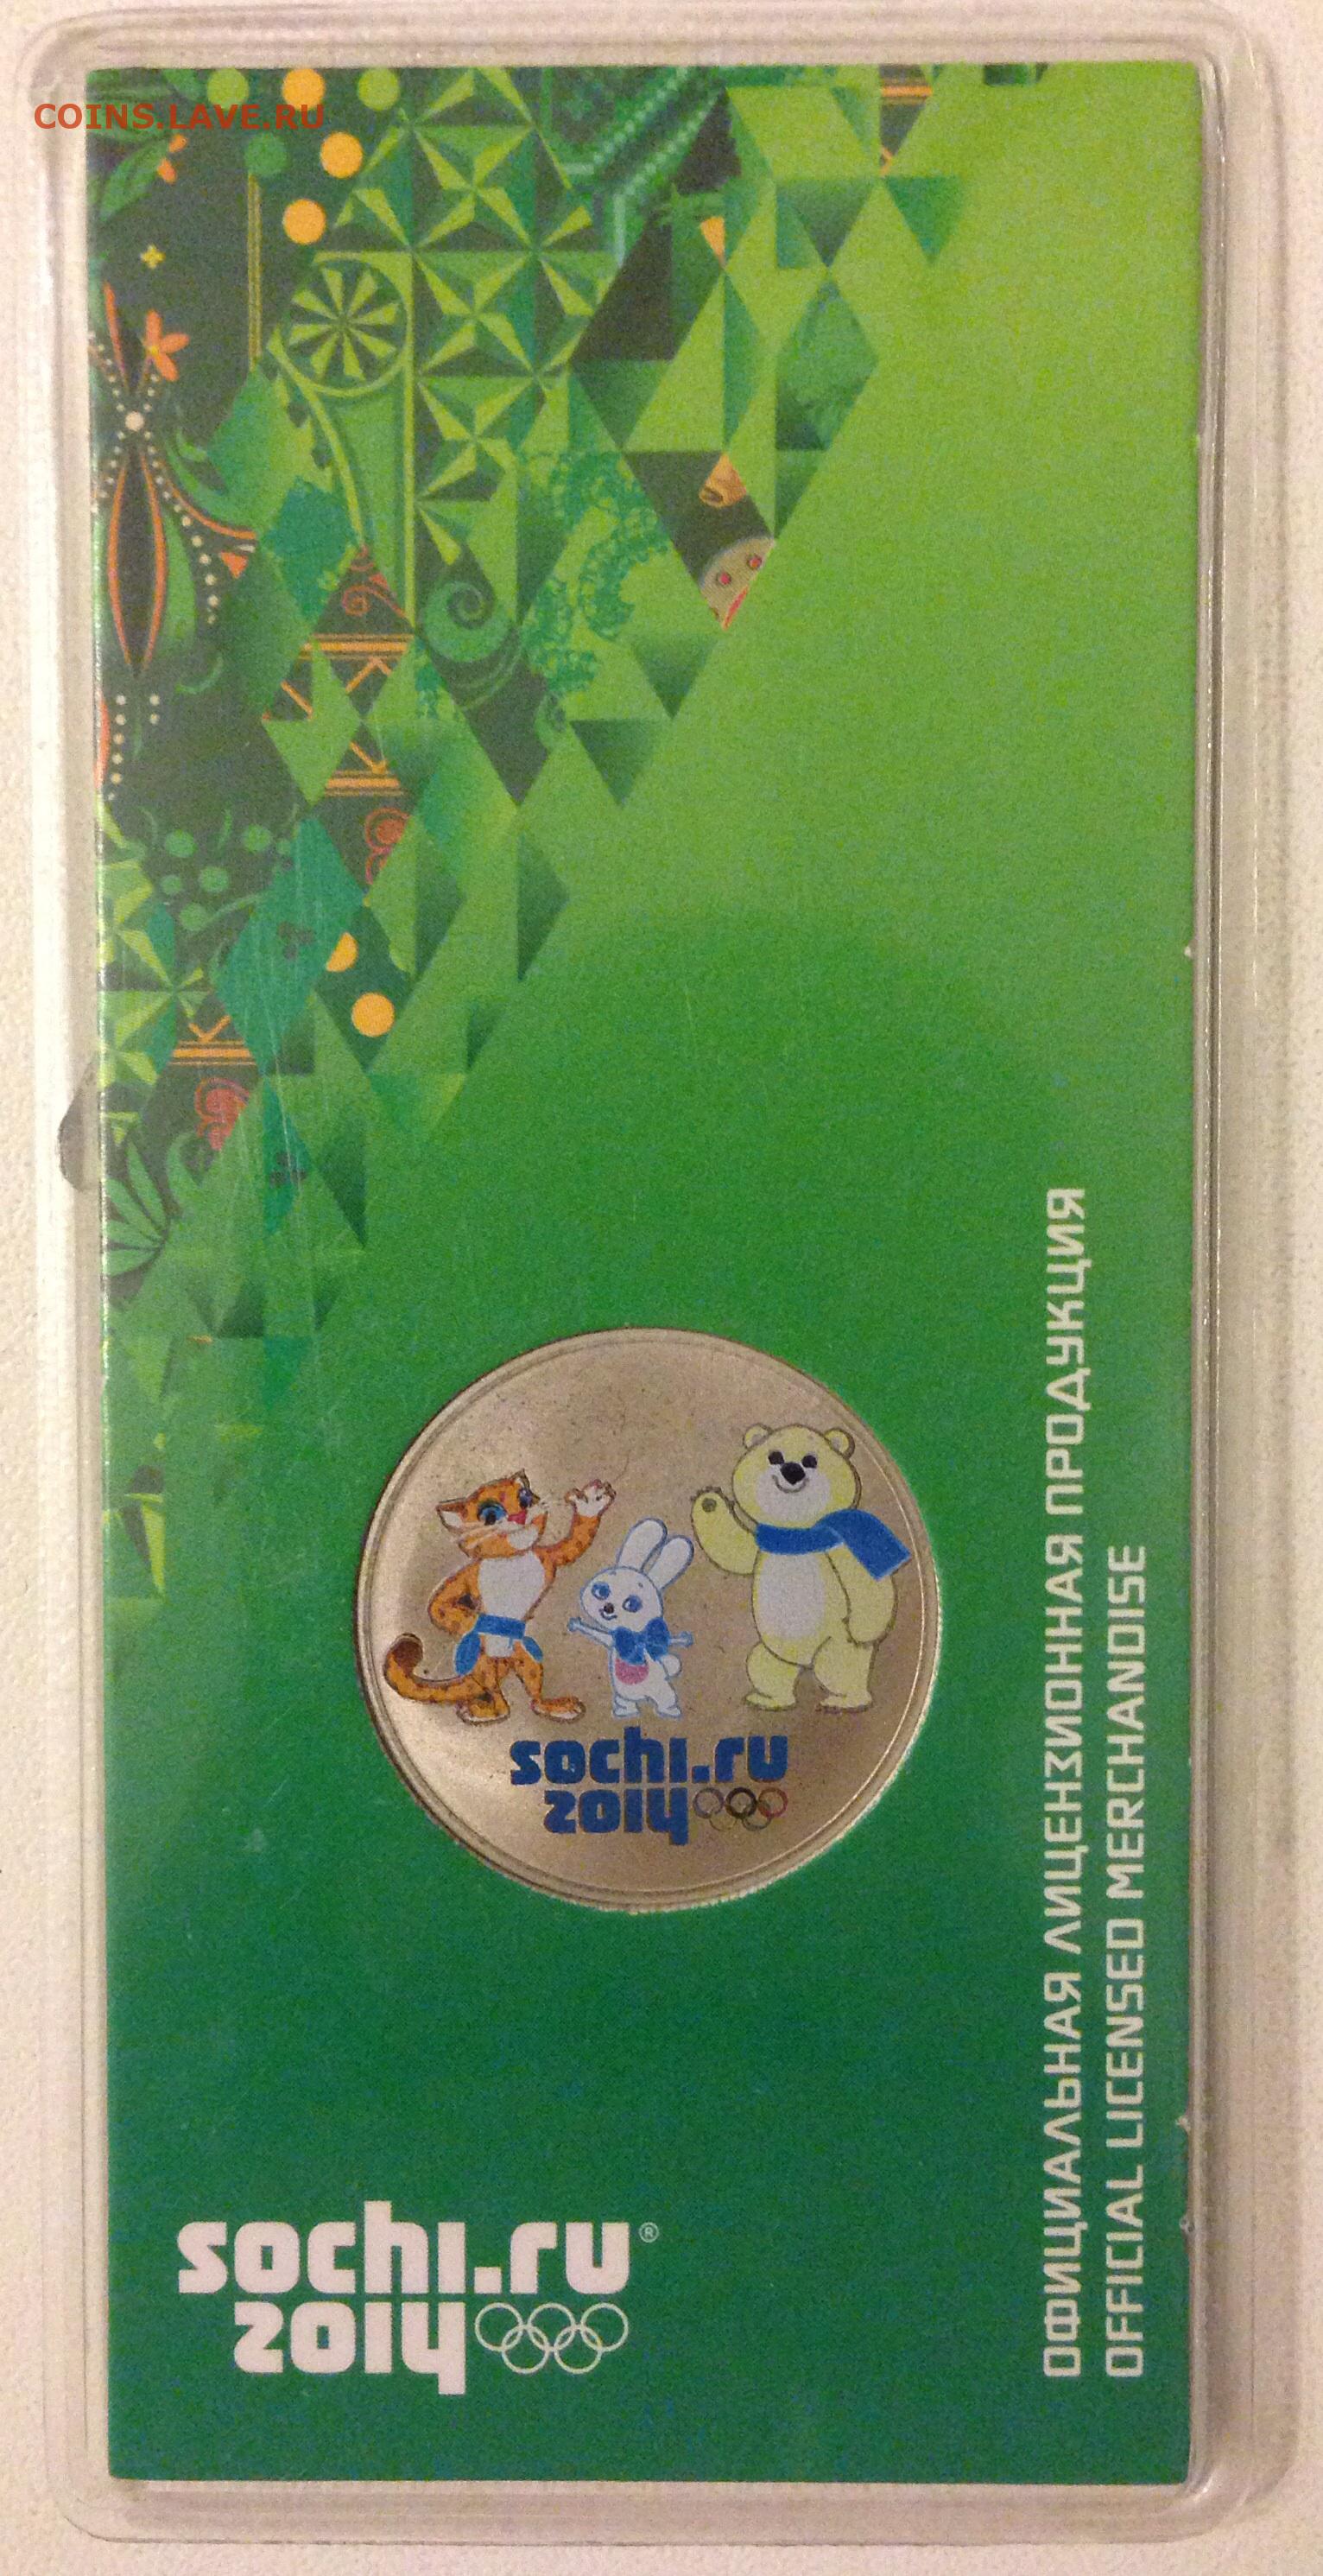 COINS.LAVE.RU
ОФИЦИАЛЬНАЯ ЛИЦЕНЗИОННАЯ ПРОДУКЦИЯ
OFFICIAL LICENSED MERCHANDISE
sochi.ru
2014
sochi.ru®
2014